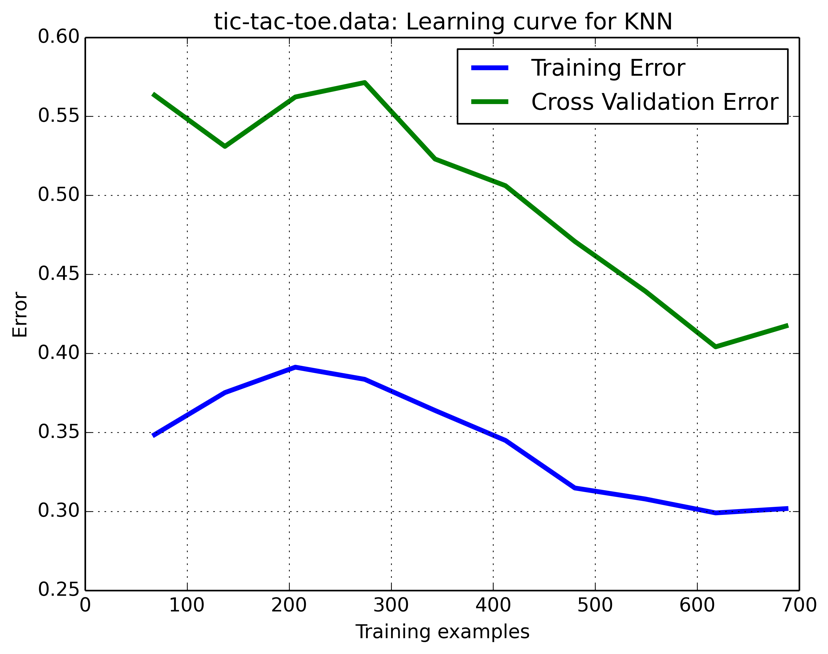 tic-tac-toe.data: Learning curve for KNN
Training Error
Cross Validation Error
0.60
0.55
0.50
0.45
0.40
0.35
0.30
0.25
Error
0 100 200 300 400 500 600 700
Training examples